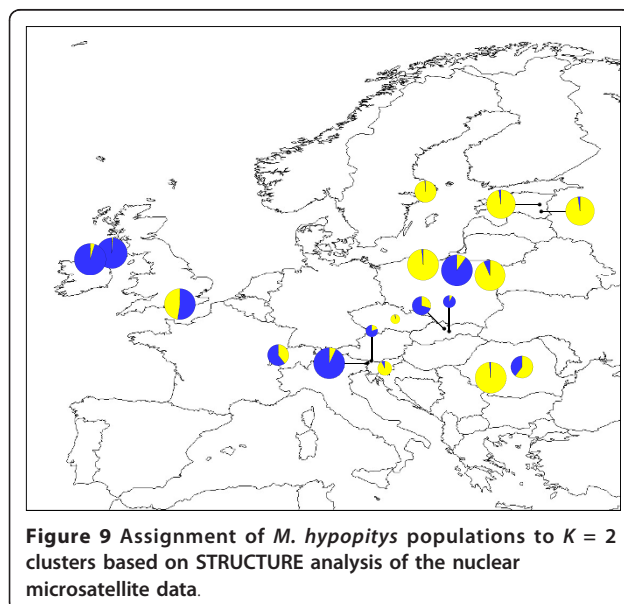 Figure 9 Assignment of M. hypopitys populations to K = 2
clusters based on STRUCTURE analysis of the nuclear
microsatellite data.